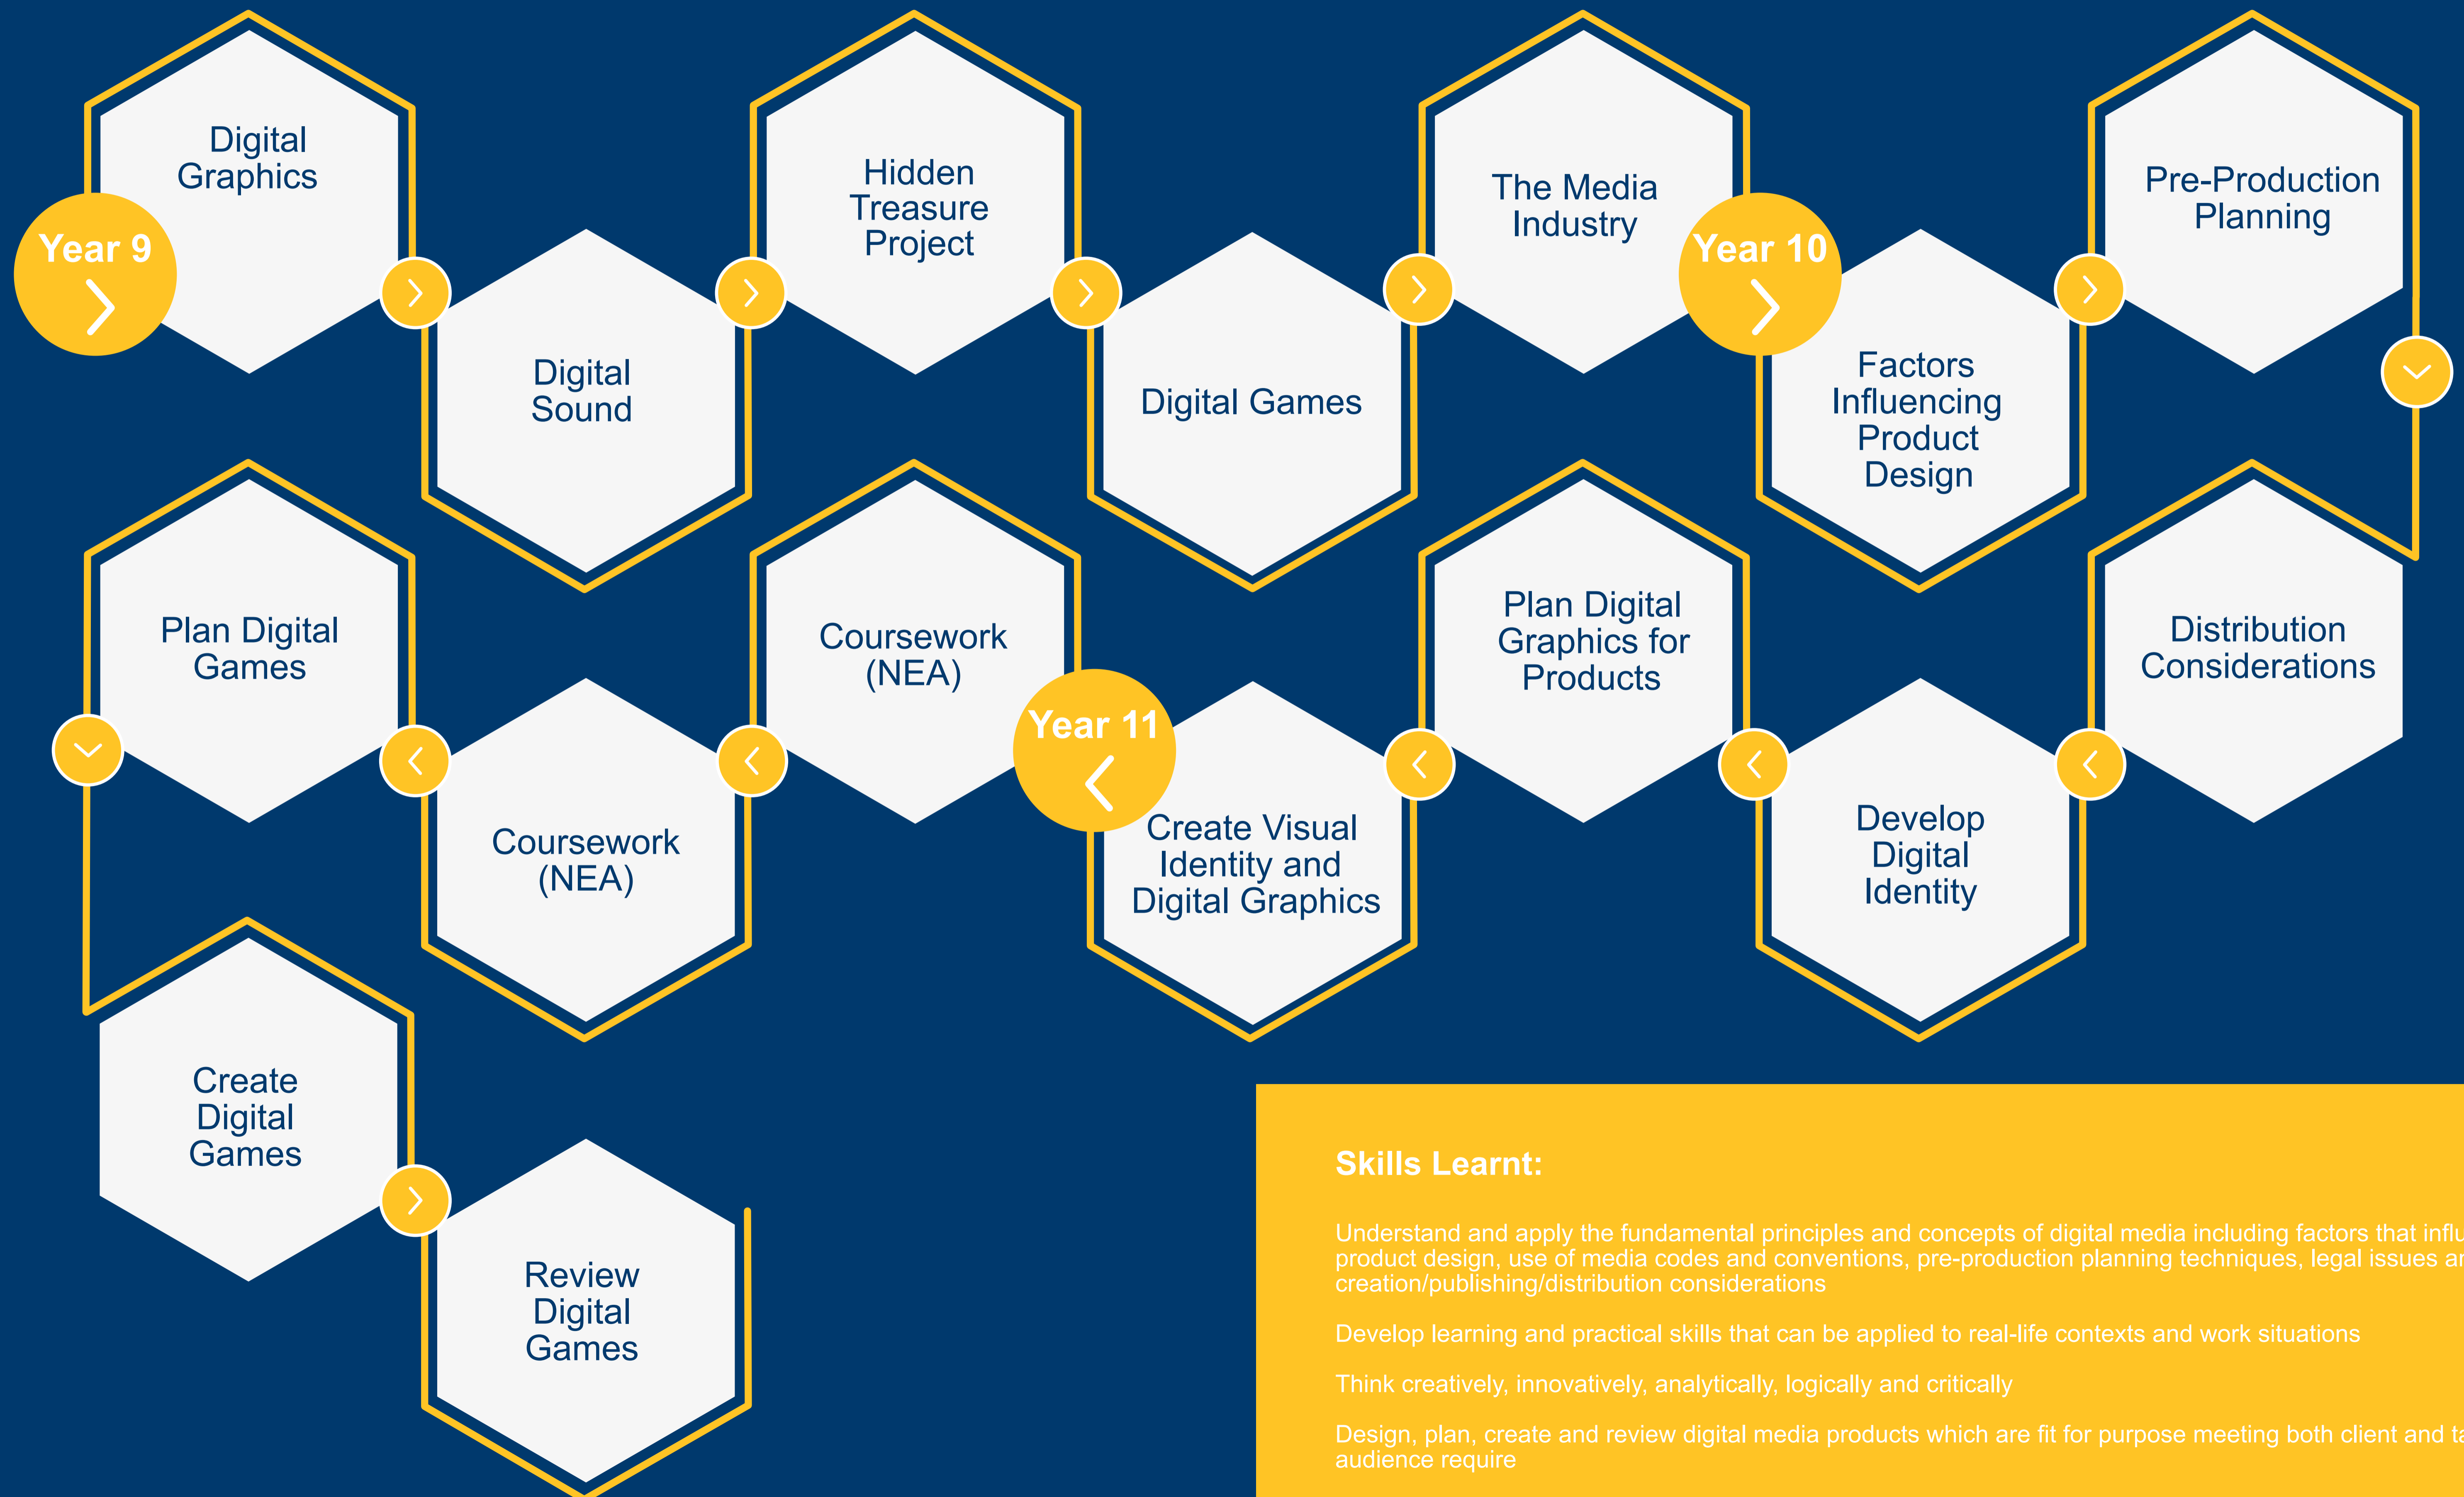 Year 9
Digital
Graphics
Digital
Sound
Hidden
Treasure
Project
Digital Games
The Media
Industry
Year 10
Factors
Influencing
Product
Design
Pre-Production
Planning
Distribution
Considerations
Develop
Digital
Identity
Plan Digital
Graphics for
Products
Create Visual
Identity and
Digital Graphics
Year 11
Coursework
(NEA)
Coursework
(NEA)
Plan Digital
Games
Create
Digital
Games
Review
Digital
Games
Skills Learnt:
Understand and apply the fundamental principles and concepts of digital media including factors that
product design, use of media codes and conventions, pre-production planning techniques, legal issues
creation/publishing/distribution considerations
Develop learning and practical skills that can be applied to real-life contexts and work situations
Think creatively, innovatively, analytically, logically and critically
Design, plan, create and review digital media products which are fit for purpose meeting both client and
audience require